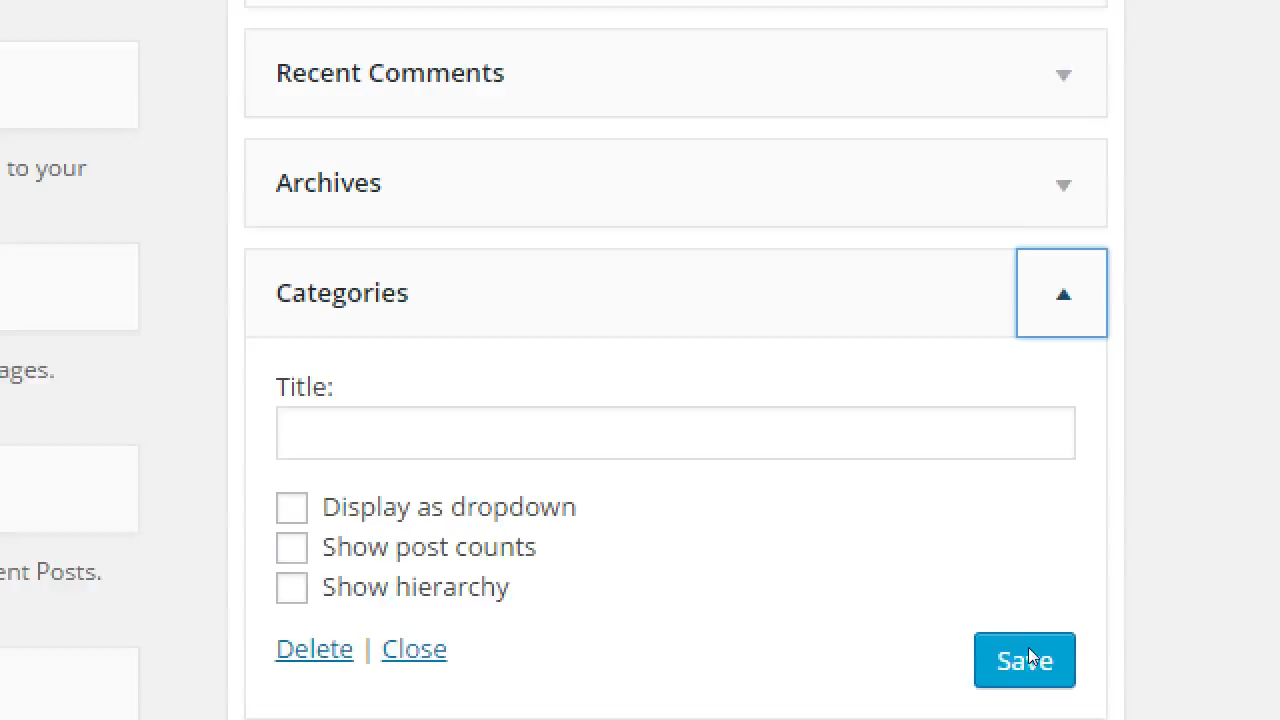 Recent Comments
to your
Archives
Categories
ages.
Title:
Display as dropdown
Show post counts
ent Posts.
Show hierarchy
Delete | Close
Save